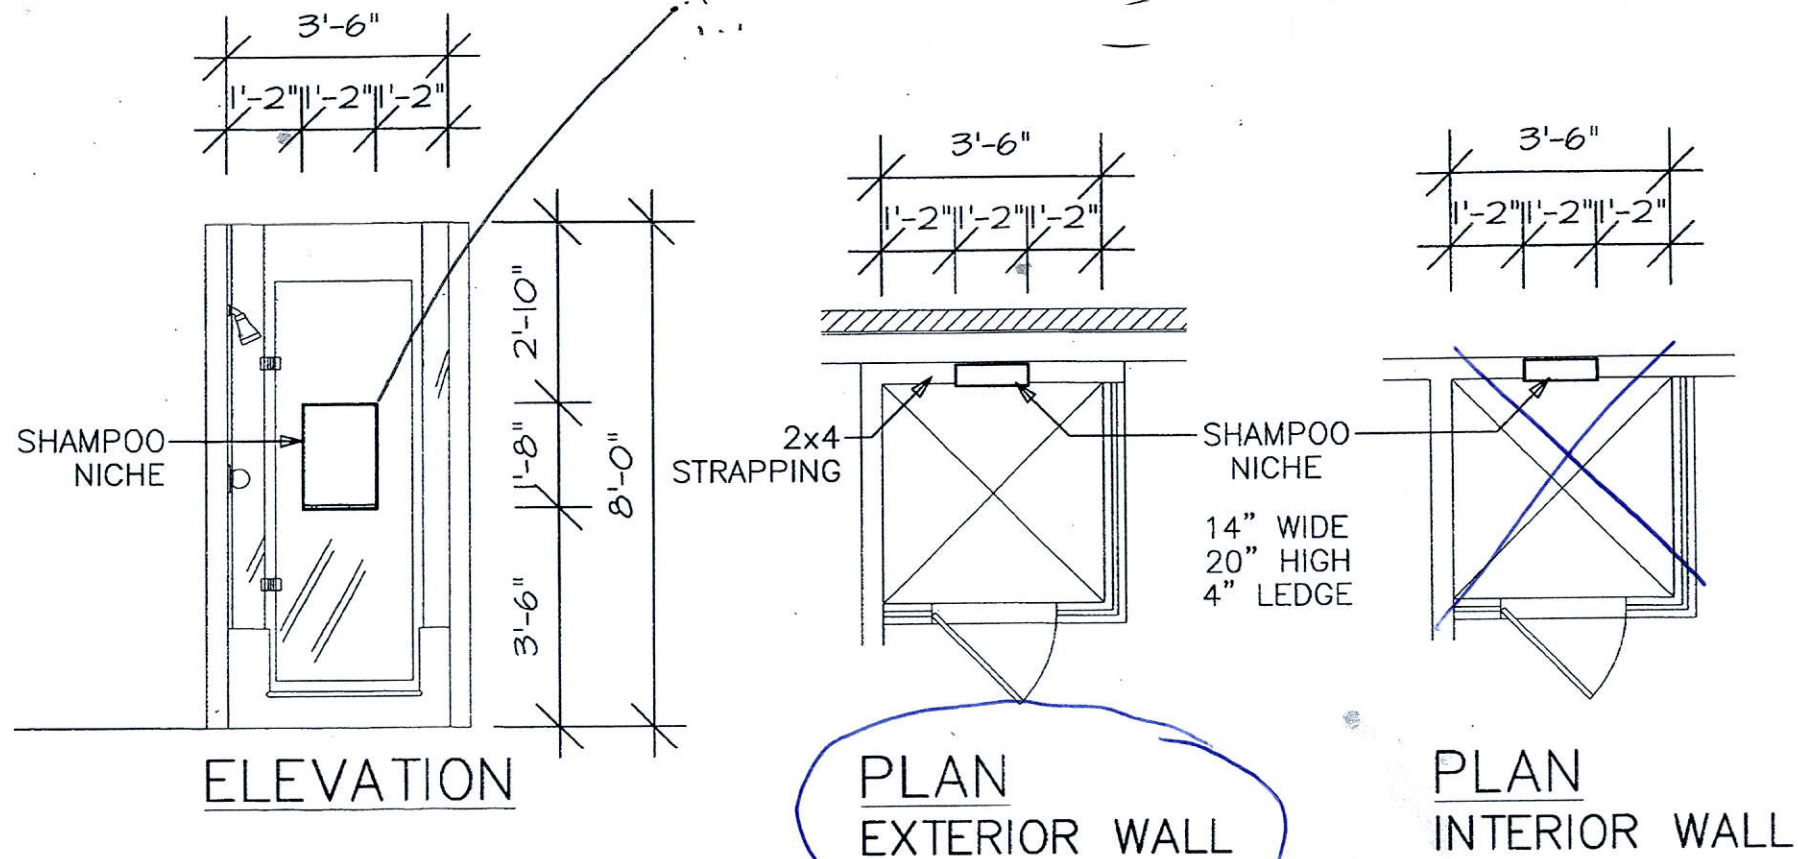 3'-6"
1'-2" 1'-2" 1'-2"
3'-6"
1'-2" 1'-2" 1'-2"
3'-6"
1'-2" 1'-2" 1'-2"
2'-10"
1'-8"
3'-6"
8'-0"
SHAMPOO
NICHE
2x4
STRAPPING
SHAMPOO
NICHE
14" WIDE
20" HIGH
4" LEDGE
ELEVATION
PLAN
EXTERIOR WALL
PLAN
INTERIOR WALL